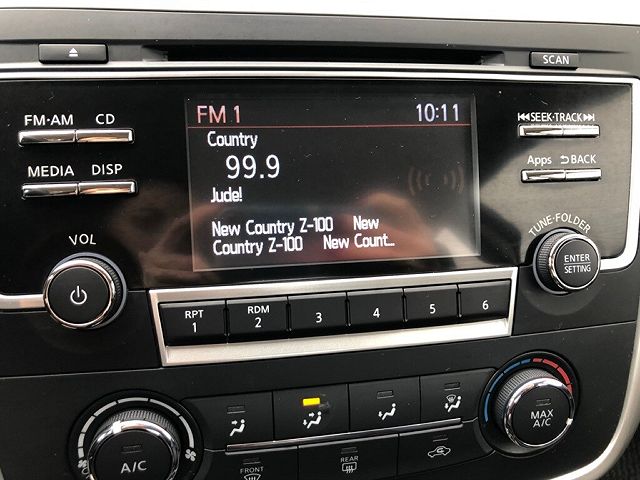 SCAN
FM·AM CD
FM 1 10:11
SEEK·TRACK
Country
99.9
Jude!
MEDIA DISP
Apps BACK
New Country Z-100 New
Country Z-100 New Count...
VOL
TUNE·FOLDER
ENTER
SETTING
RPT
1
RDM
2
3
4
5
6
A/C
MAX
A/C
FRONT
REAR